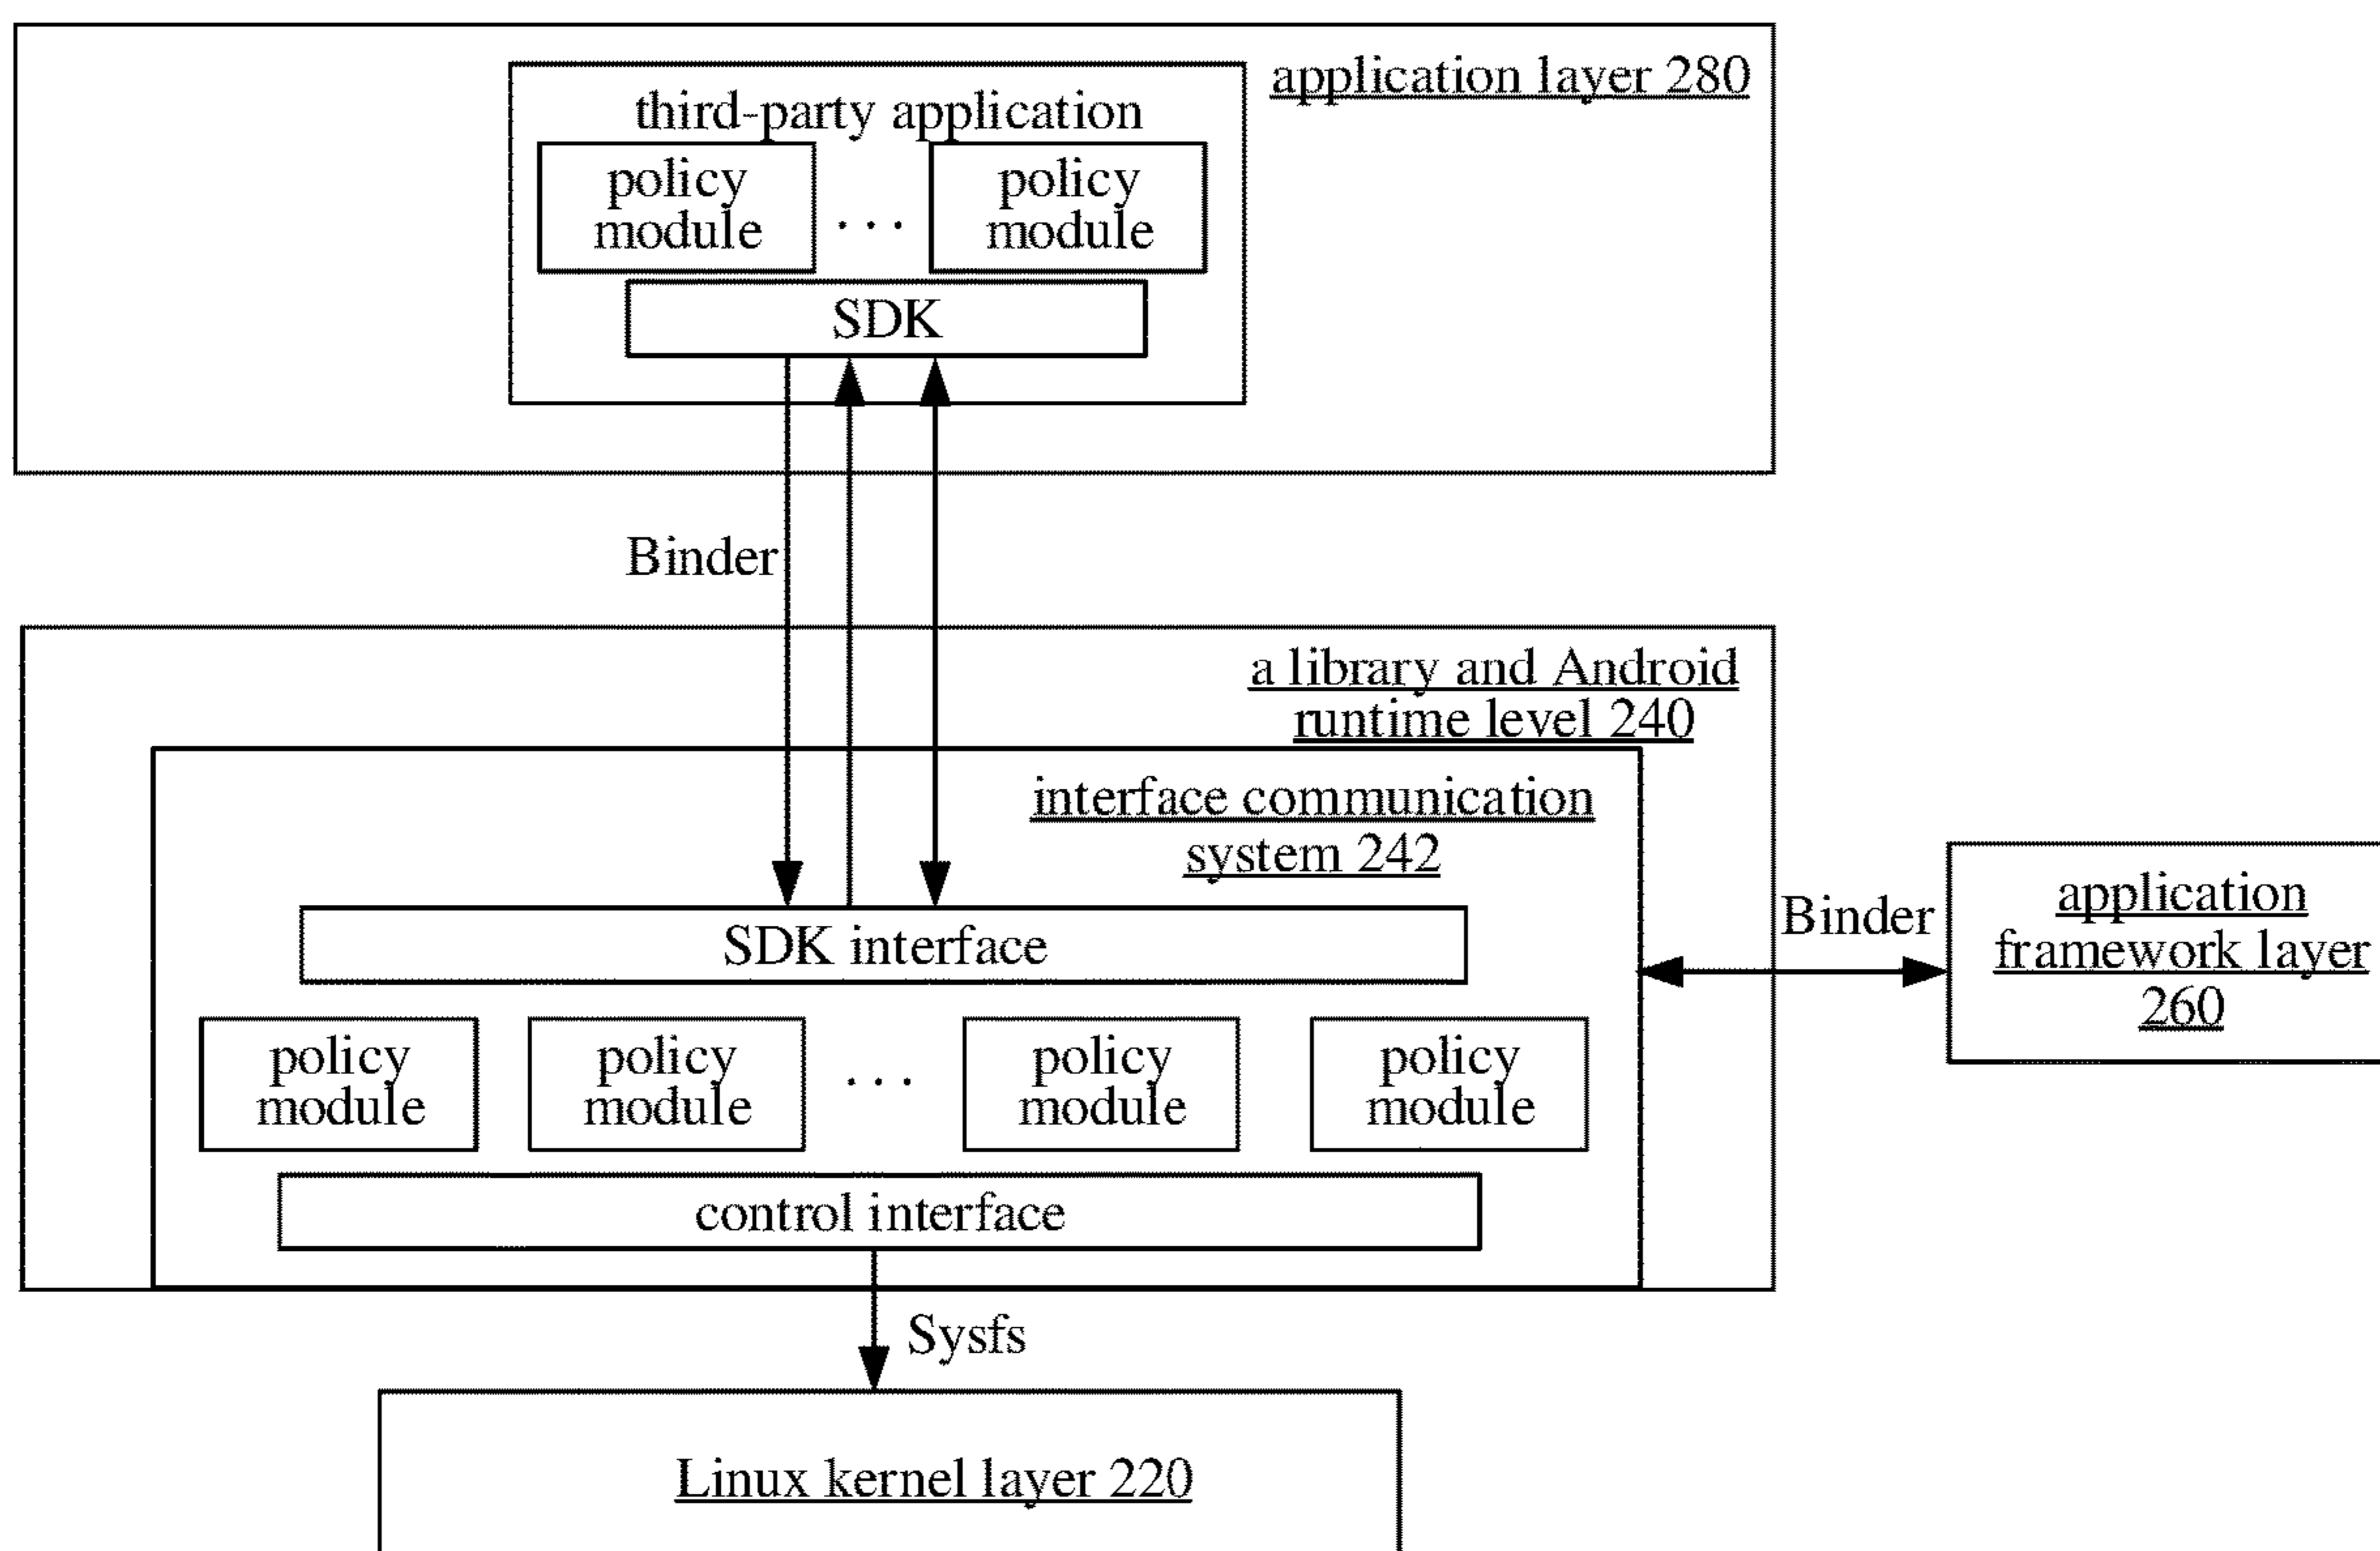 application layer 280
third-party application
policy
module
...
policy
module
SDK
Binder
a library and Android
runtime level 240
interface communication
system 242
SDK interface
Binder
application
framework layer
260
policy
module
policy
module
...
policy
module
policy
module
control interface
Sysfs
Linux kernel layer 220